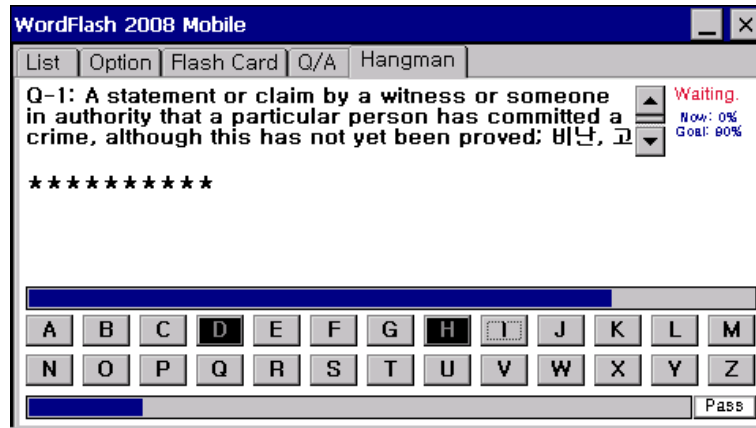 WordFlash 2008 Mobile
List Option Flash Card Q/A Hangman
Q-1: A statement or claim by a witness or someone
in authority that a particular person has committed a
crime, although this has not yet been proved; 비난, 고
Waiting.
Now: 0%
Goal: 80%
★★★★★★★★★★
A B C D E F G H I J K L M
N O P Q R S T U V W X Y Z
Pass